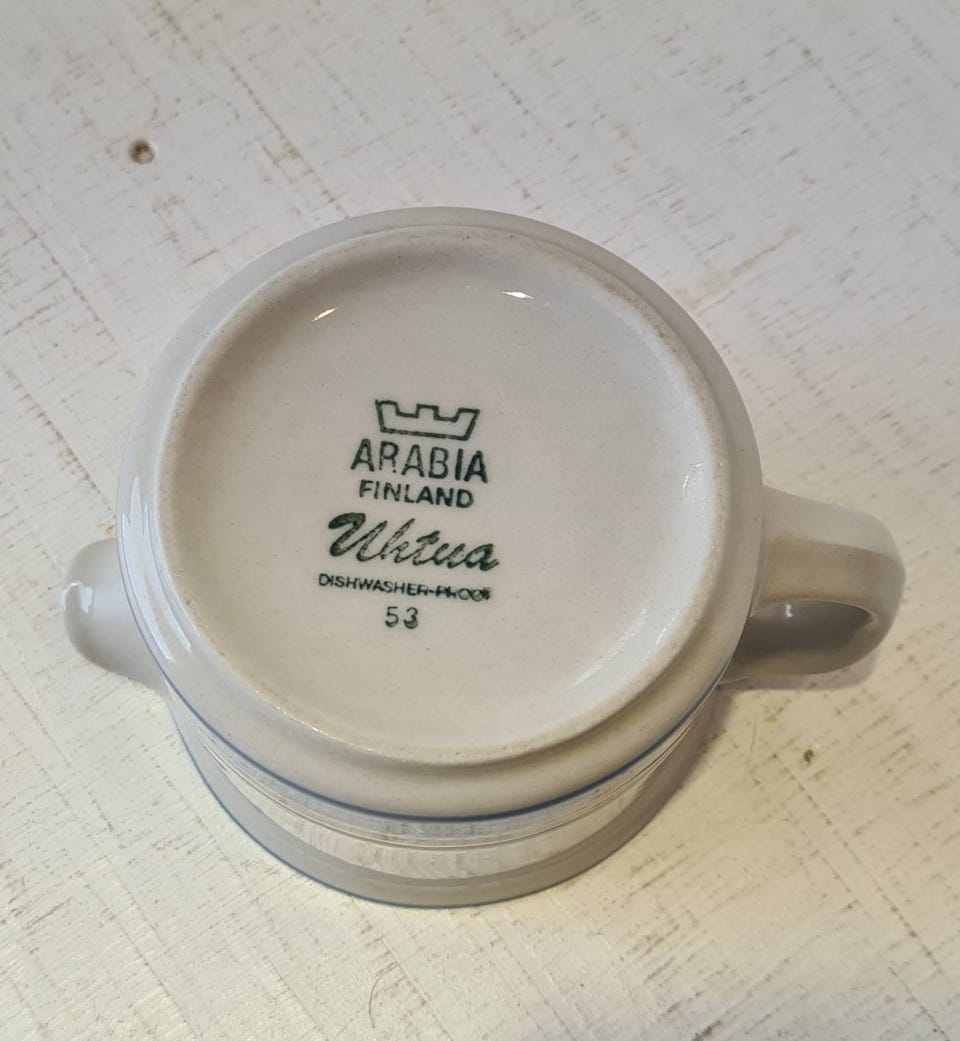 ARABIA
FINLAND
Uhtua
DISHWASHER-PROOF
53